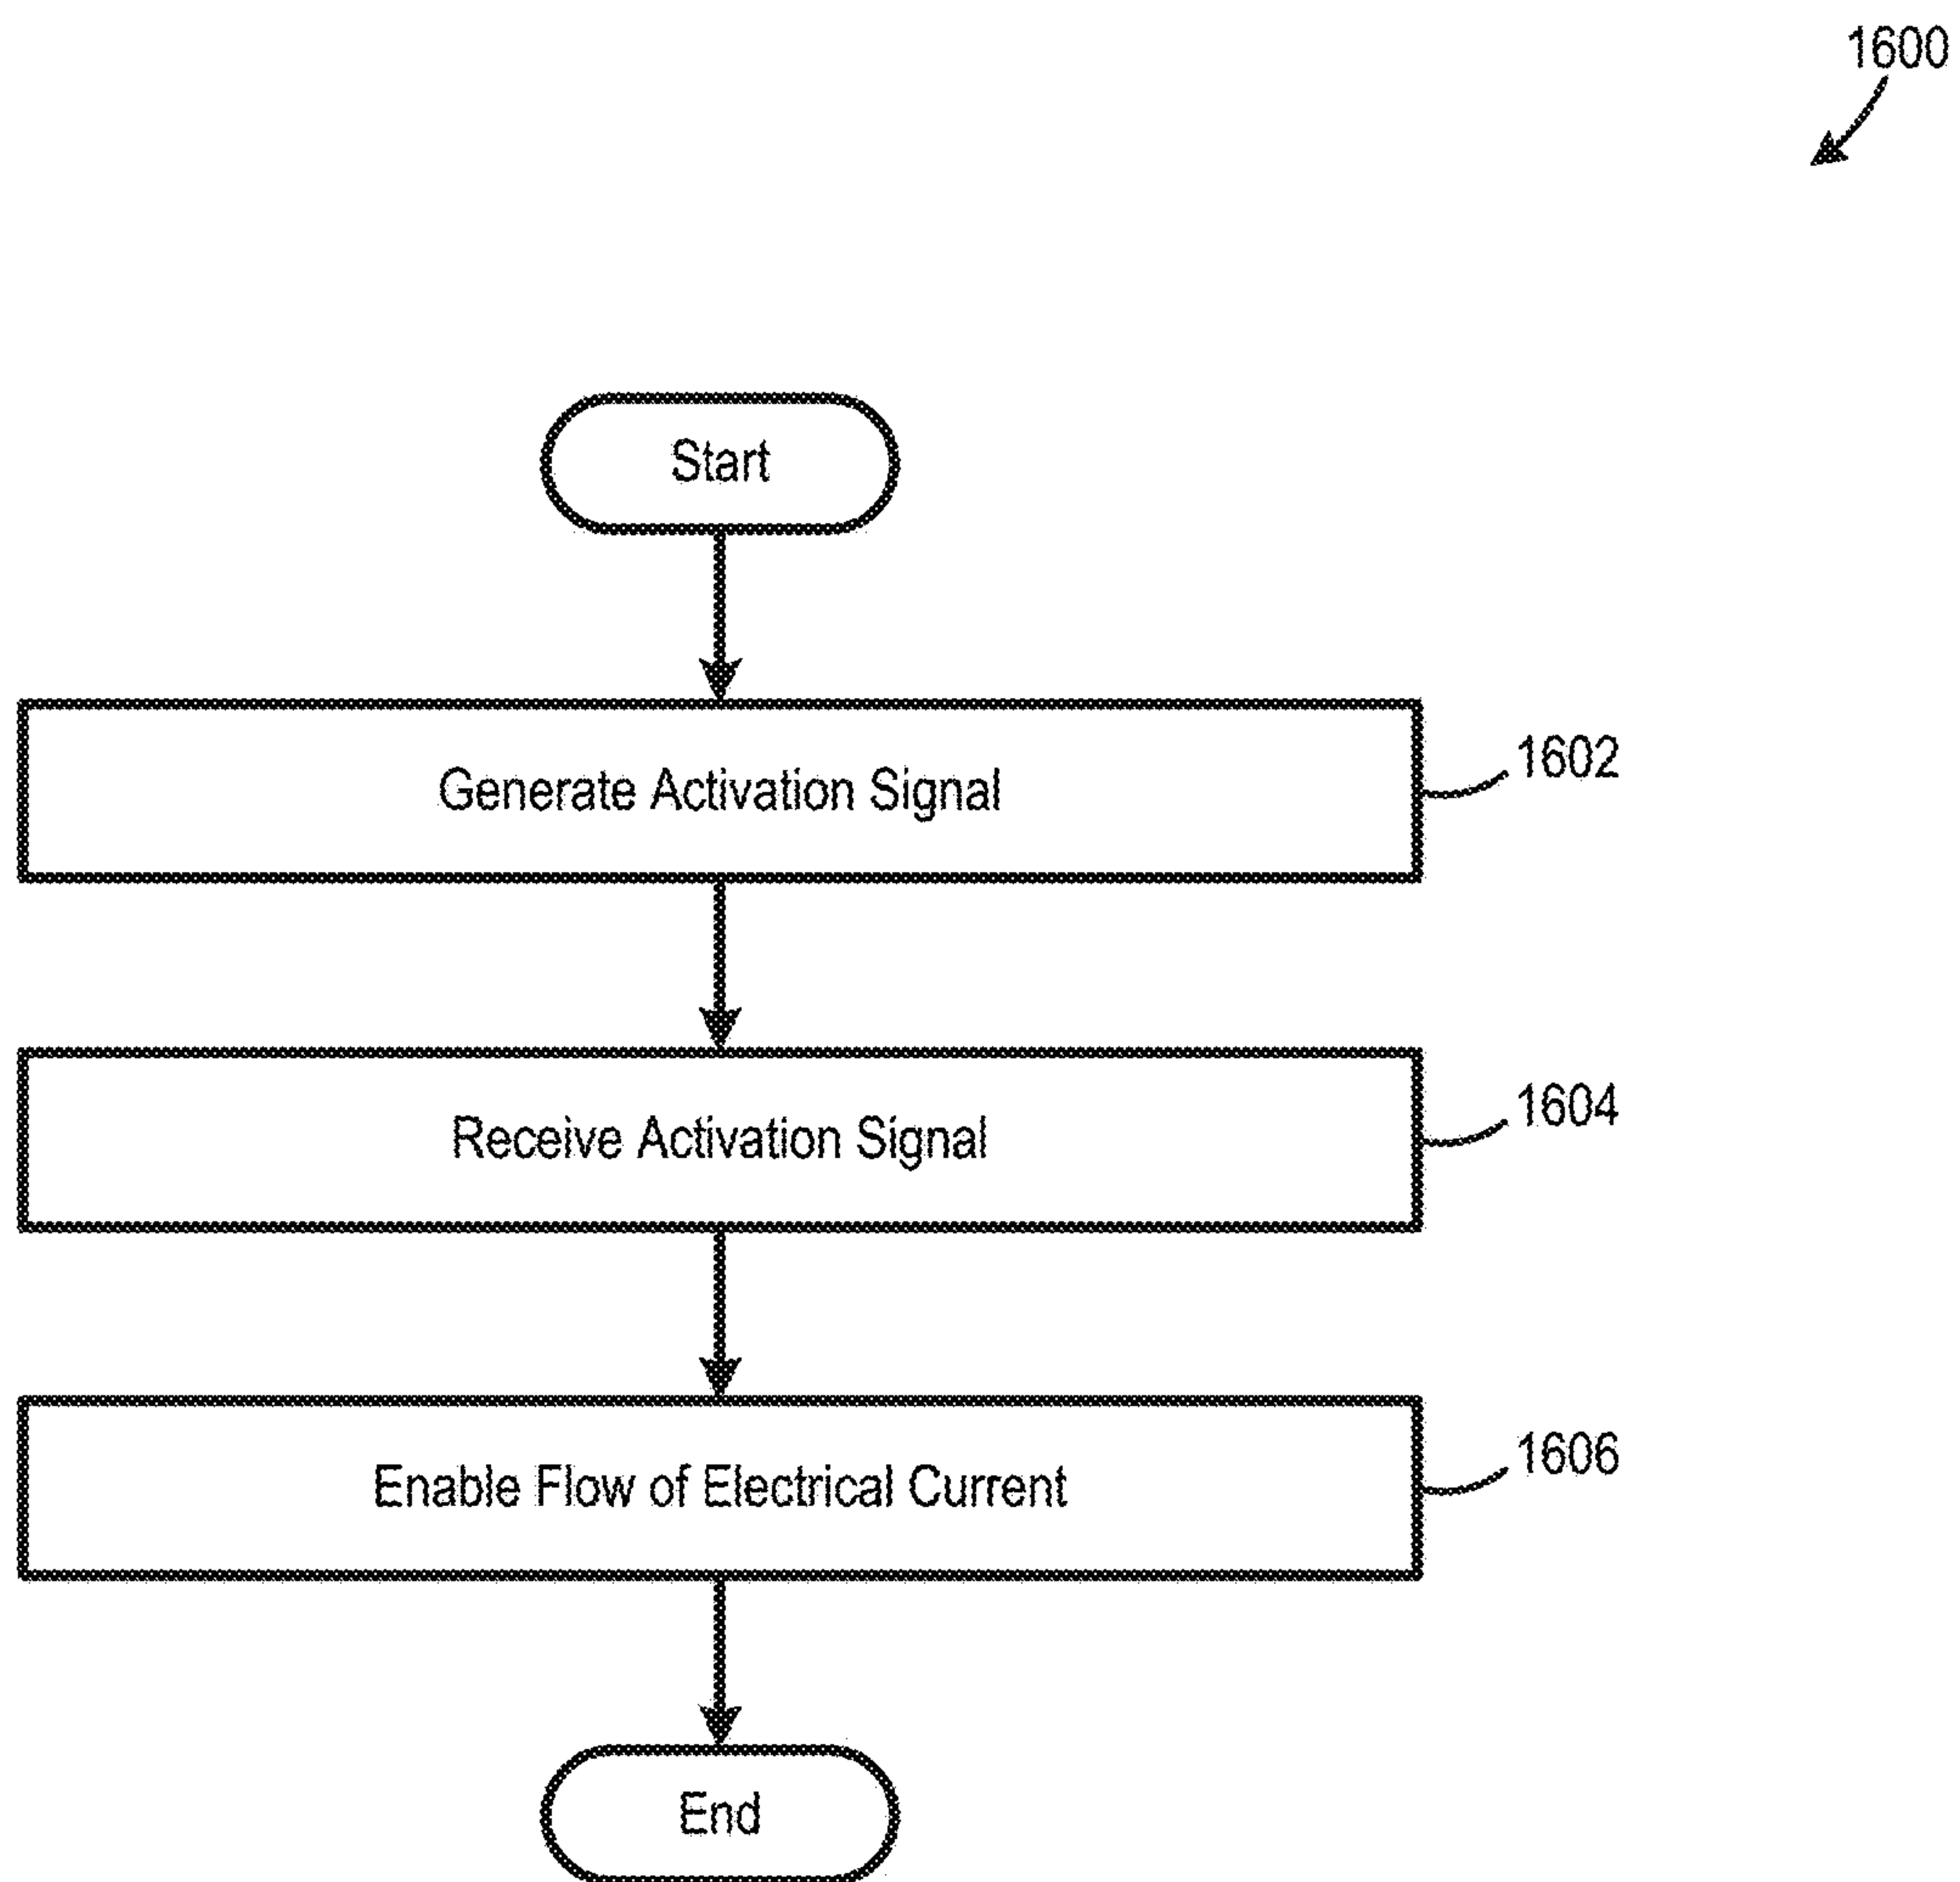 1600
Start
Generate Activation Signal
1602
Receive Activation Signal
1604
Enable Flow of Electrical Current
1606
End